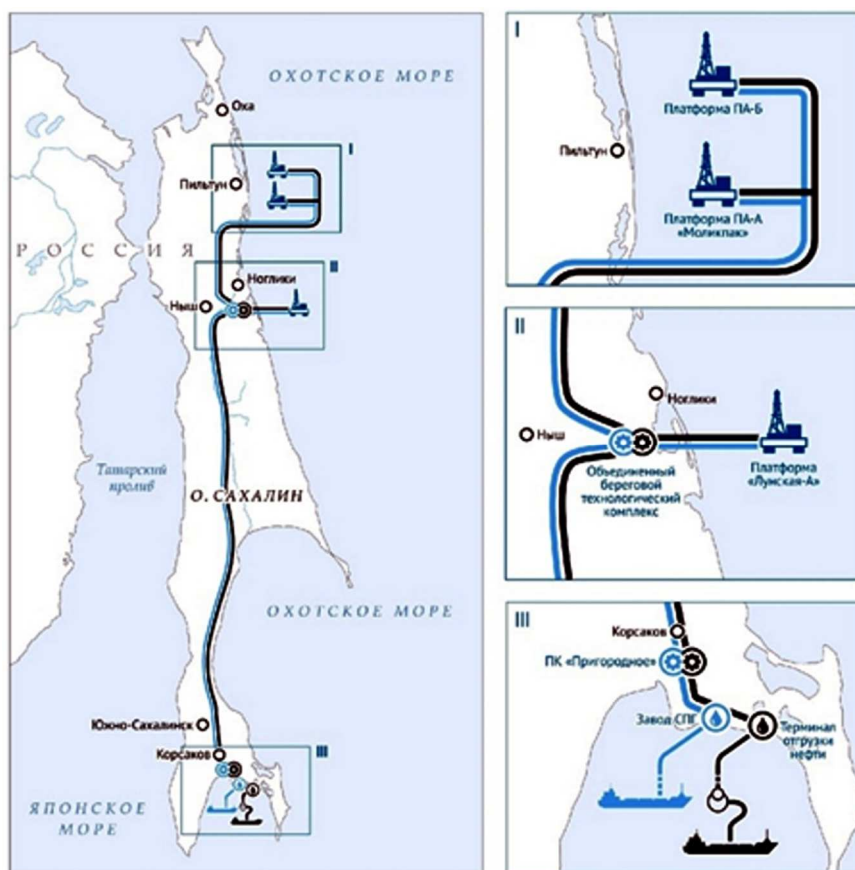 ОХОТСКОЕ МОРЕ
Оха
I
Пильтун
РОССИЯ
II
Ноглики
Ныш
Татарский
пролив
О. САХАЛИН
ОХОТСКОЕ МОРЕ
Южно-Сахалинск
Корсаков
III
ЯПОНСКОЕ
МОРЕ
I
Платформа ПА-Б
Пильтун
Платформа ПА-А
«Моликпак»
II
Ноглики
Ныш
Объединенный
береговой
технологический
комплекс
Платформа
«Лунская-А»
III
Корсаков
ПК «Пригородное»
Завод СПГ
Терминал
отгрузки
нефти